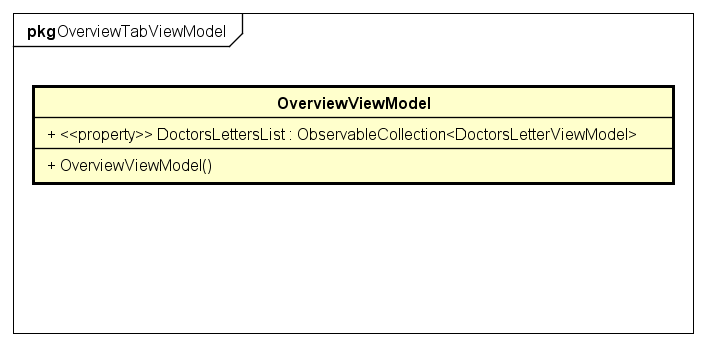 pkg OverviewTabViewModel
OverviewViewModel
+ <<property>> DoctorsLettersList : ObservableCollection<DoctorsLetterViewModel>
+ OverviewViewModel()